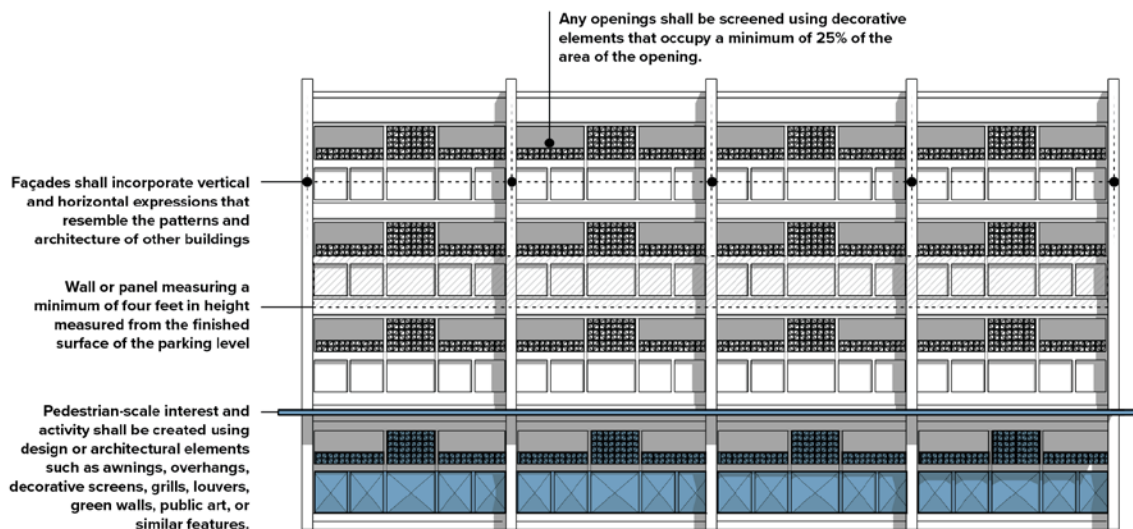 Any openings shall be screened using decorative
elements that occupy a minimum of 25% of the
area of the opening.
Façades shall incorporate vertical
and horizontal expressions that
resemble the patterns and
architecture of other buildings
Wall or panel measuring a
minimum of four feet in height
measured from the finished
surface of the parking level
Pedestrian-scale interest and
activity shall be created using
design or architectural elements
such as awnings, overhangs,
decorative screens, grills, louvers,
green walls, public art, or
similar features.